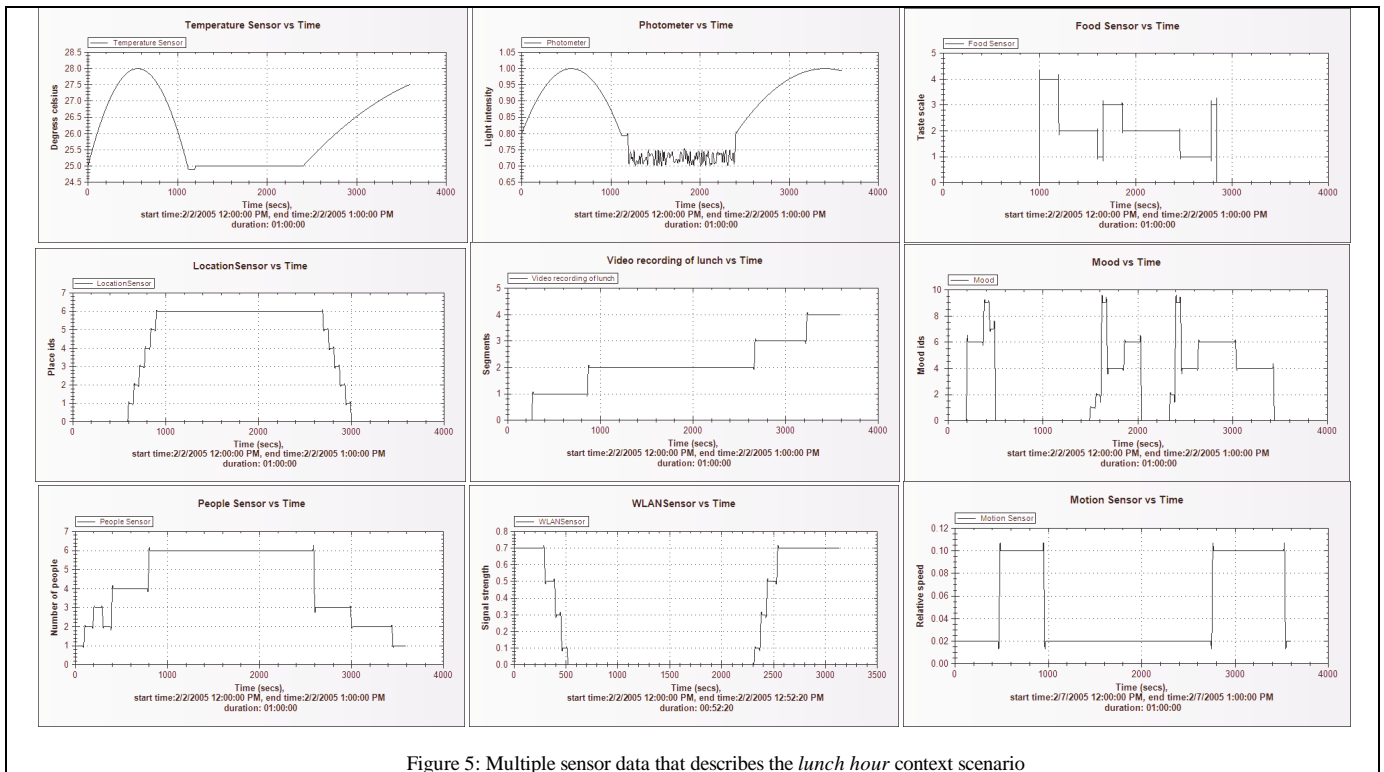 Temperature Sensor vs Time
Temperature Sensor
Degress celsius
28.5
28.0
27.5
27.0
26.5
26.0
25.5
25.0
24.5
0 1000 2000 3000 4000
Time (secs),
start time:2/2/2005 12:00:00 PM, end time:2/2/2005 1:00:00 PM
duration: 01:00:00
Photometer vs Time
Photometer
Light intensity
1.05
1.00
0.95
0.90
0.85
0.80
0.75
0.70
0.65
0 1000 2000 3000 4000
Time (secs),
start time:2/2/2005 12:00:00 PM, end time:2/2/2005 1:00:00 PM
duration: 01:00:00
Food Sensor vs Time
Food Sensor
Taste scale
5
4
3
2
1
0
0 1000 2000 3000 4000
Time (secs),
start time:2/2/2005 12:00:00 PM, end time:2/2/2005 1:00:00 PM
duration: 01:00:00
LocationSensor vs Time
LocationSensor
Place ids
7
6
5
4
3
2
1
0
0 1000 2000 3000 4000
Time (secs),
start time:2/2/2005 12:00:00 PM, end time:2/2/2005 1:00:00 PM
duration: 01:00:00
Video recording of lunch vs Time
Video recording of lunch
Segments
5
4
3
2
1
0
0 1000 2000 3000 4000
Time (secs),
start time:2/2/2005 12:00:00 PM, end time:2/2/2005 1:00:00 PM
duration: 01:00:00
Mood vs Time
Mood
Mood ids
10
8
6
4
2
0
0 1000 2000 3000 4000
Time (secs),
start time:2/2/2005 12:00:00 PM, end time:2/2/2005 1:00:00 PM
duration: 01:00:00
People Sensor vs Time
People Sensor
Number of people
7
6
5
4
3
2
1
0
0 1000 2000 3000 4000
Time (secs),
start time:2/2/2005 12:00:00 PM, end time:2/2/2005 1:00:00 PM
duration: 01:00:00
WLANSensor vs Time
WLANSensor
Signal strength
0.8
0.7
0.6
0.5
0.4
0.3
0.2
0.1
0.0
0 500 1000 1500 2000 2500 3000 3500
Time (secs),
start time:2/2/2005 12:00:00 PM, end time:2/2/2005 12:52:20 PM
duration: 00:52:20
Motion Sensor vs Time
Motion Sensor
Relative speed
0.12
0.10
0.08
0.06
0.04
0.02
0.00
0 1000 2000 3000 4000
Time (secs),
start time:2/7/2005 12:00:00 PM, end time:2/7/2005 1:00:00 PM
duration: 01:00:00
Figure 5: Multiple sensor data that describes the lunch hour context scenario